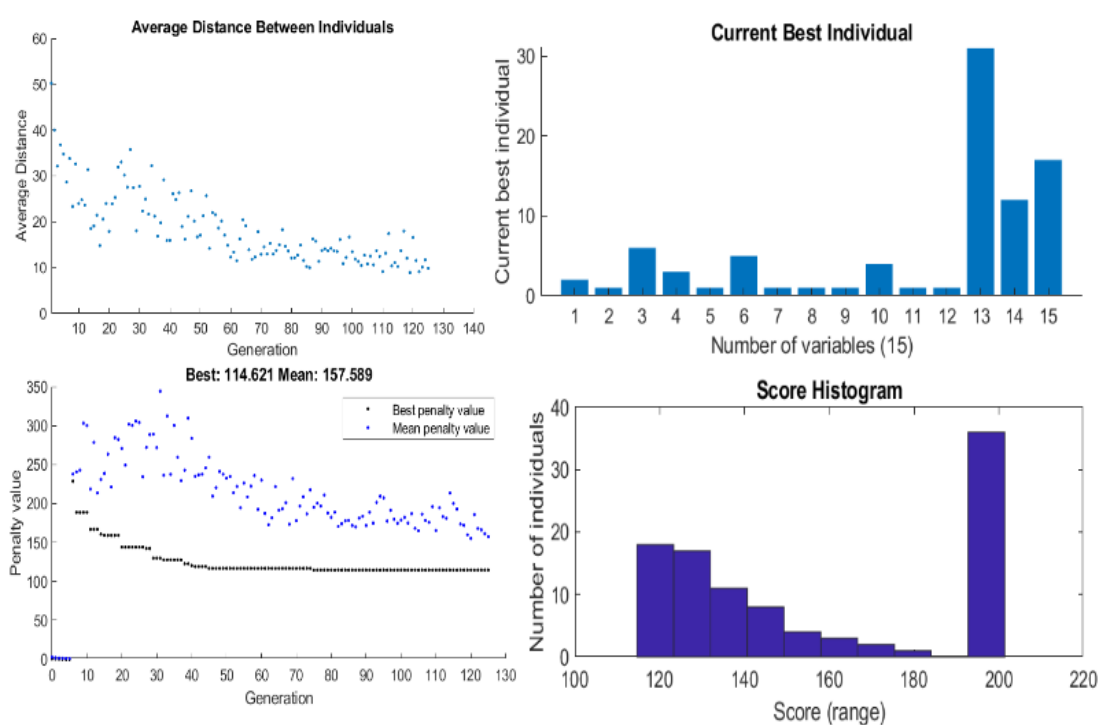 Average Distance Between Individuals
60
50
40
30
20
10
0
Average Distance
10 20 30 40 50 60 70 80 90 100 110 120 130 140
Generation
Current Best Individual
30
20
10
0
Current best individual
1 2 3 4 5 6 7 8 9 10 11 12 13 14 15
Number of variables (15)
Best: 114.621 Mean: 157.589
350
300
250
200
150
100
50
0
Penalty value
Best penalty value
Mean penalty value
0 10 20 30 40 50 60 70 80 90 100 110 120 130
Generation
Score Histogram
40
30
20
10
0
Number of individuals
100 120 140 160 180 200 220
Score (range)